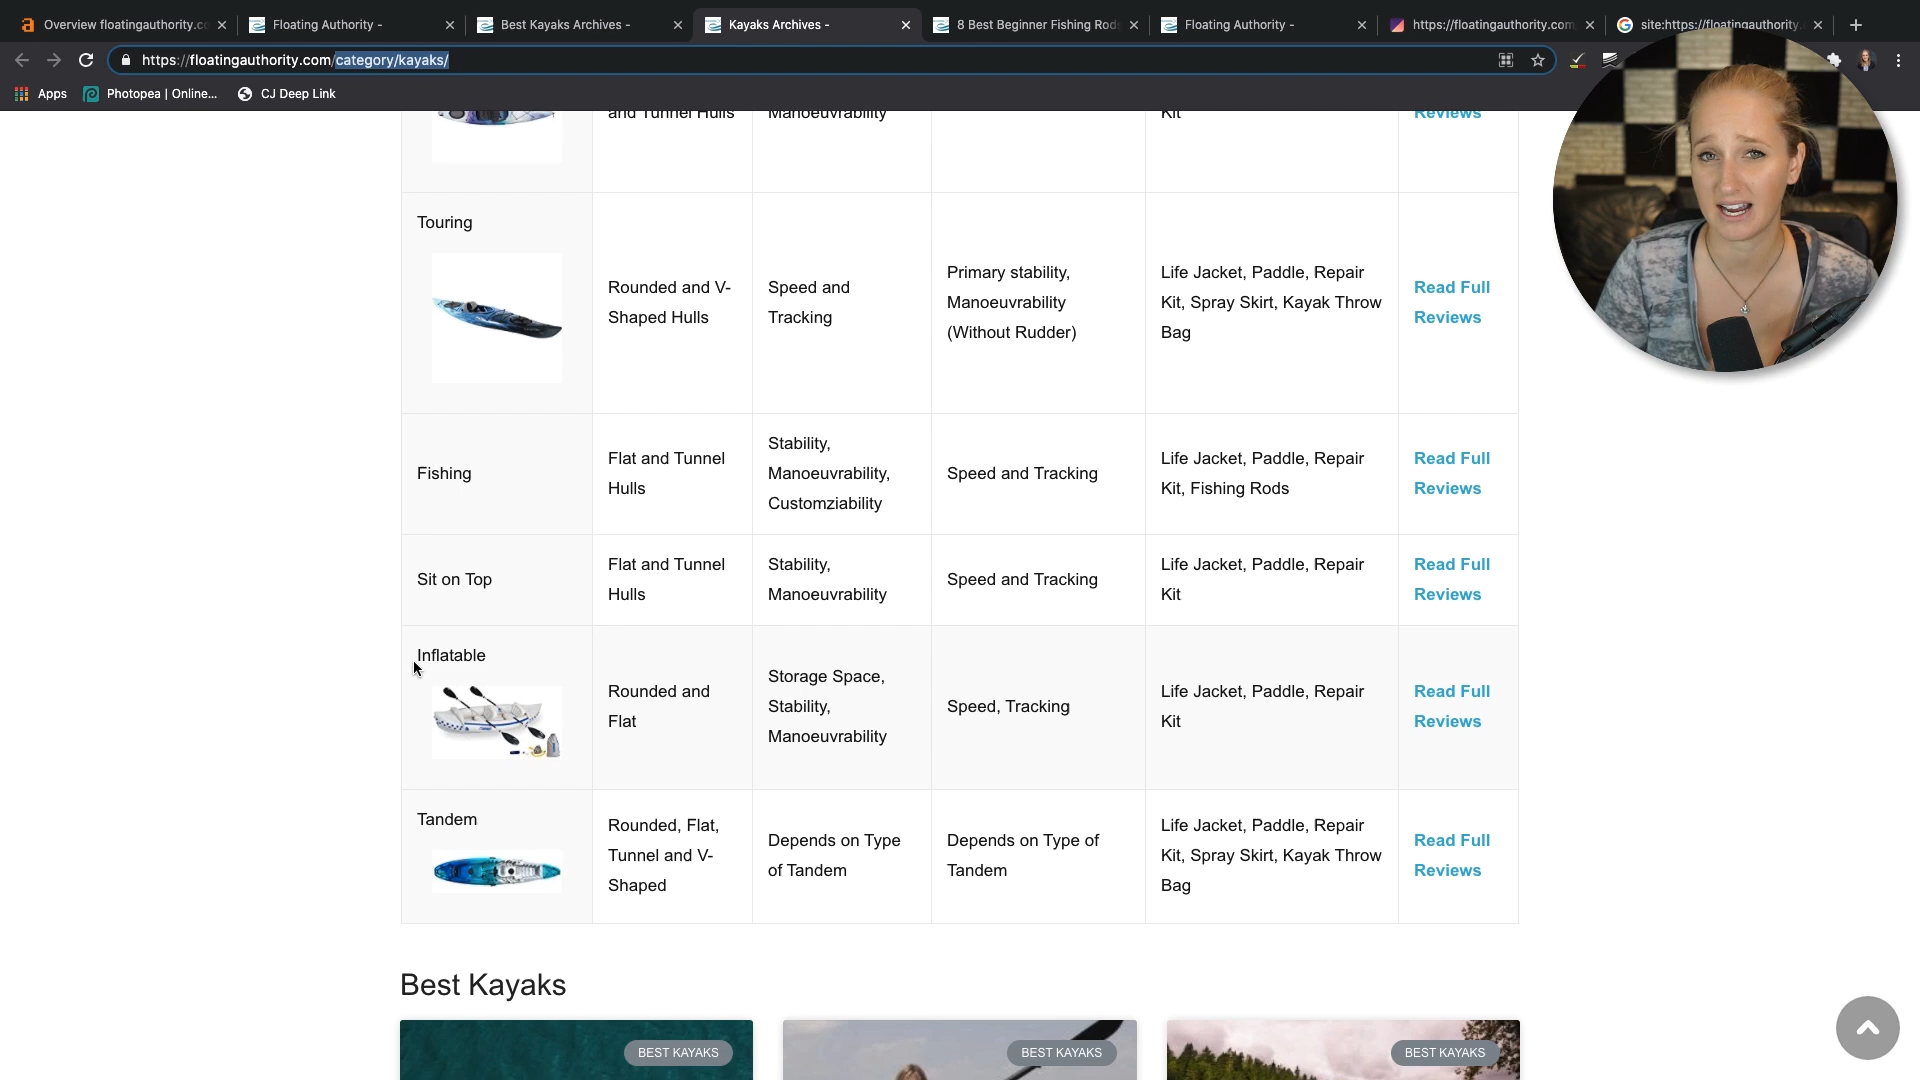 Overview floatingauthority.co
Floating Authority -
Best Kayaks Archives -
Kayaks Archives -
8 Best Beginner Fishing Rods
Floating Authority -
https://floatingauthority.com
site:https://floatingauthority.
https://floatingauthority.com/category/kayaks/
Apps
Photopea | Online...
CJ Deep Link
and Tunnel Hulls
Manoeuvrability
Kit
Reviews
Touring
Rounded and V-
Shaped Hulls
Speed and
Tracking
Primary stability,
Manoeuvrability
(Without Rudder)
Life Jacket, Paddle, Repair
Kit, Spray Skirt, Kayak Throw
Bag
Read Full
Reviews
Fishing
Flat and Tunnel
Hulls
Stability,
Manoeuvrability,
Customziability
Speed and Tracking
Life Jacket, Paddle, Repair
Kit, Fishing Rods
Read Full
Reviews
Sit on Top
Flat and Tunnel
Hulls
Stability,
Manoeuvrability
Speed and Tracking
Life Jacket, Paddle, Repair
Kit
Read Full
Reviews
Inflatable
Rounded and
Flat
Storage Space,
Stability,
Manoeuvrability
Speed, Tracking
Life Jacket, Paddle, Repair
Kit
Read Full
Reviews
Tandem
Rounded, Flat,
Tunnel and V-
Shaped
Depends on Type
of Tandem
Depends on Type of
Tandem
Life Jacket, Paddle, Repair
Kit, Spray Skirt, Kayak Throw
Bag
Read Full
Reviews
Best Kayaks
BEST KAYAKS
BEST KAYAKS
BEST KAYAKS